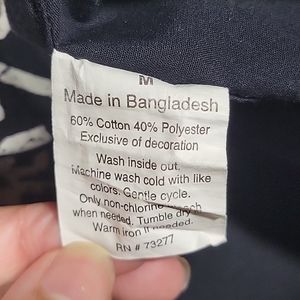 M
Made in Bangladesh
60% Cotton 40% Polyester
Exclusive of decoration
Wash inside out.
Machine wash cold with like
colors. Gentle cycle.
Only non-chlorine bleach
when needed. Tumble dry
Warm iron if needed.
RN # 73277